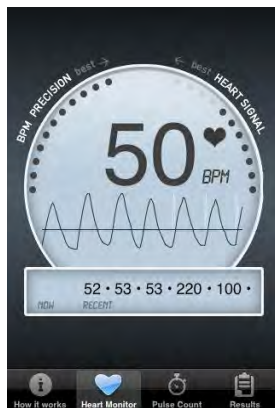 best → ← best
BPM PRECISION HEART SIGNAL
50
BPM
52 · 53 · 53 · 220 · 100 ·
NOW RECENT
How it works Heart Monitor Pulse Count Results